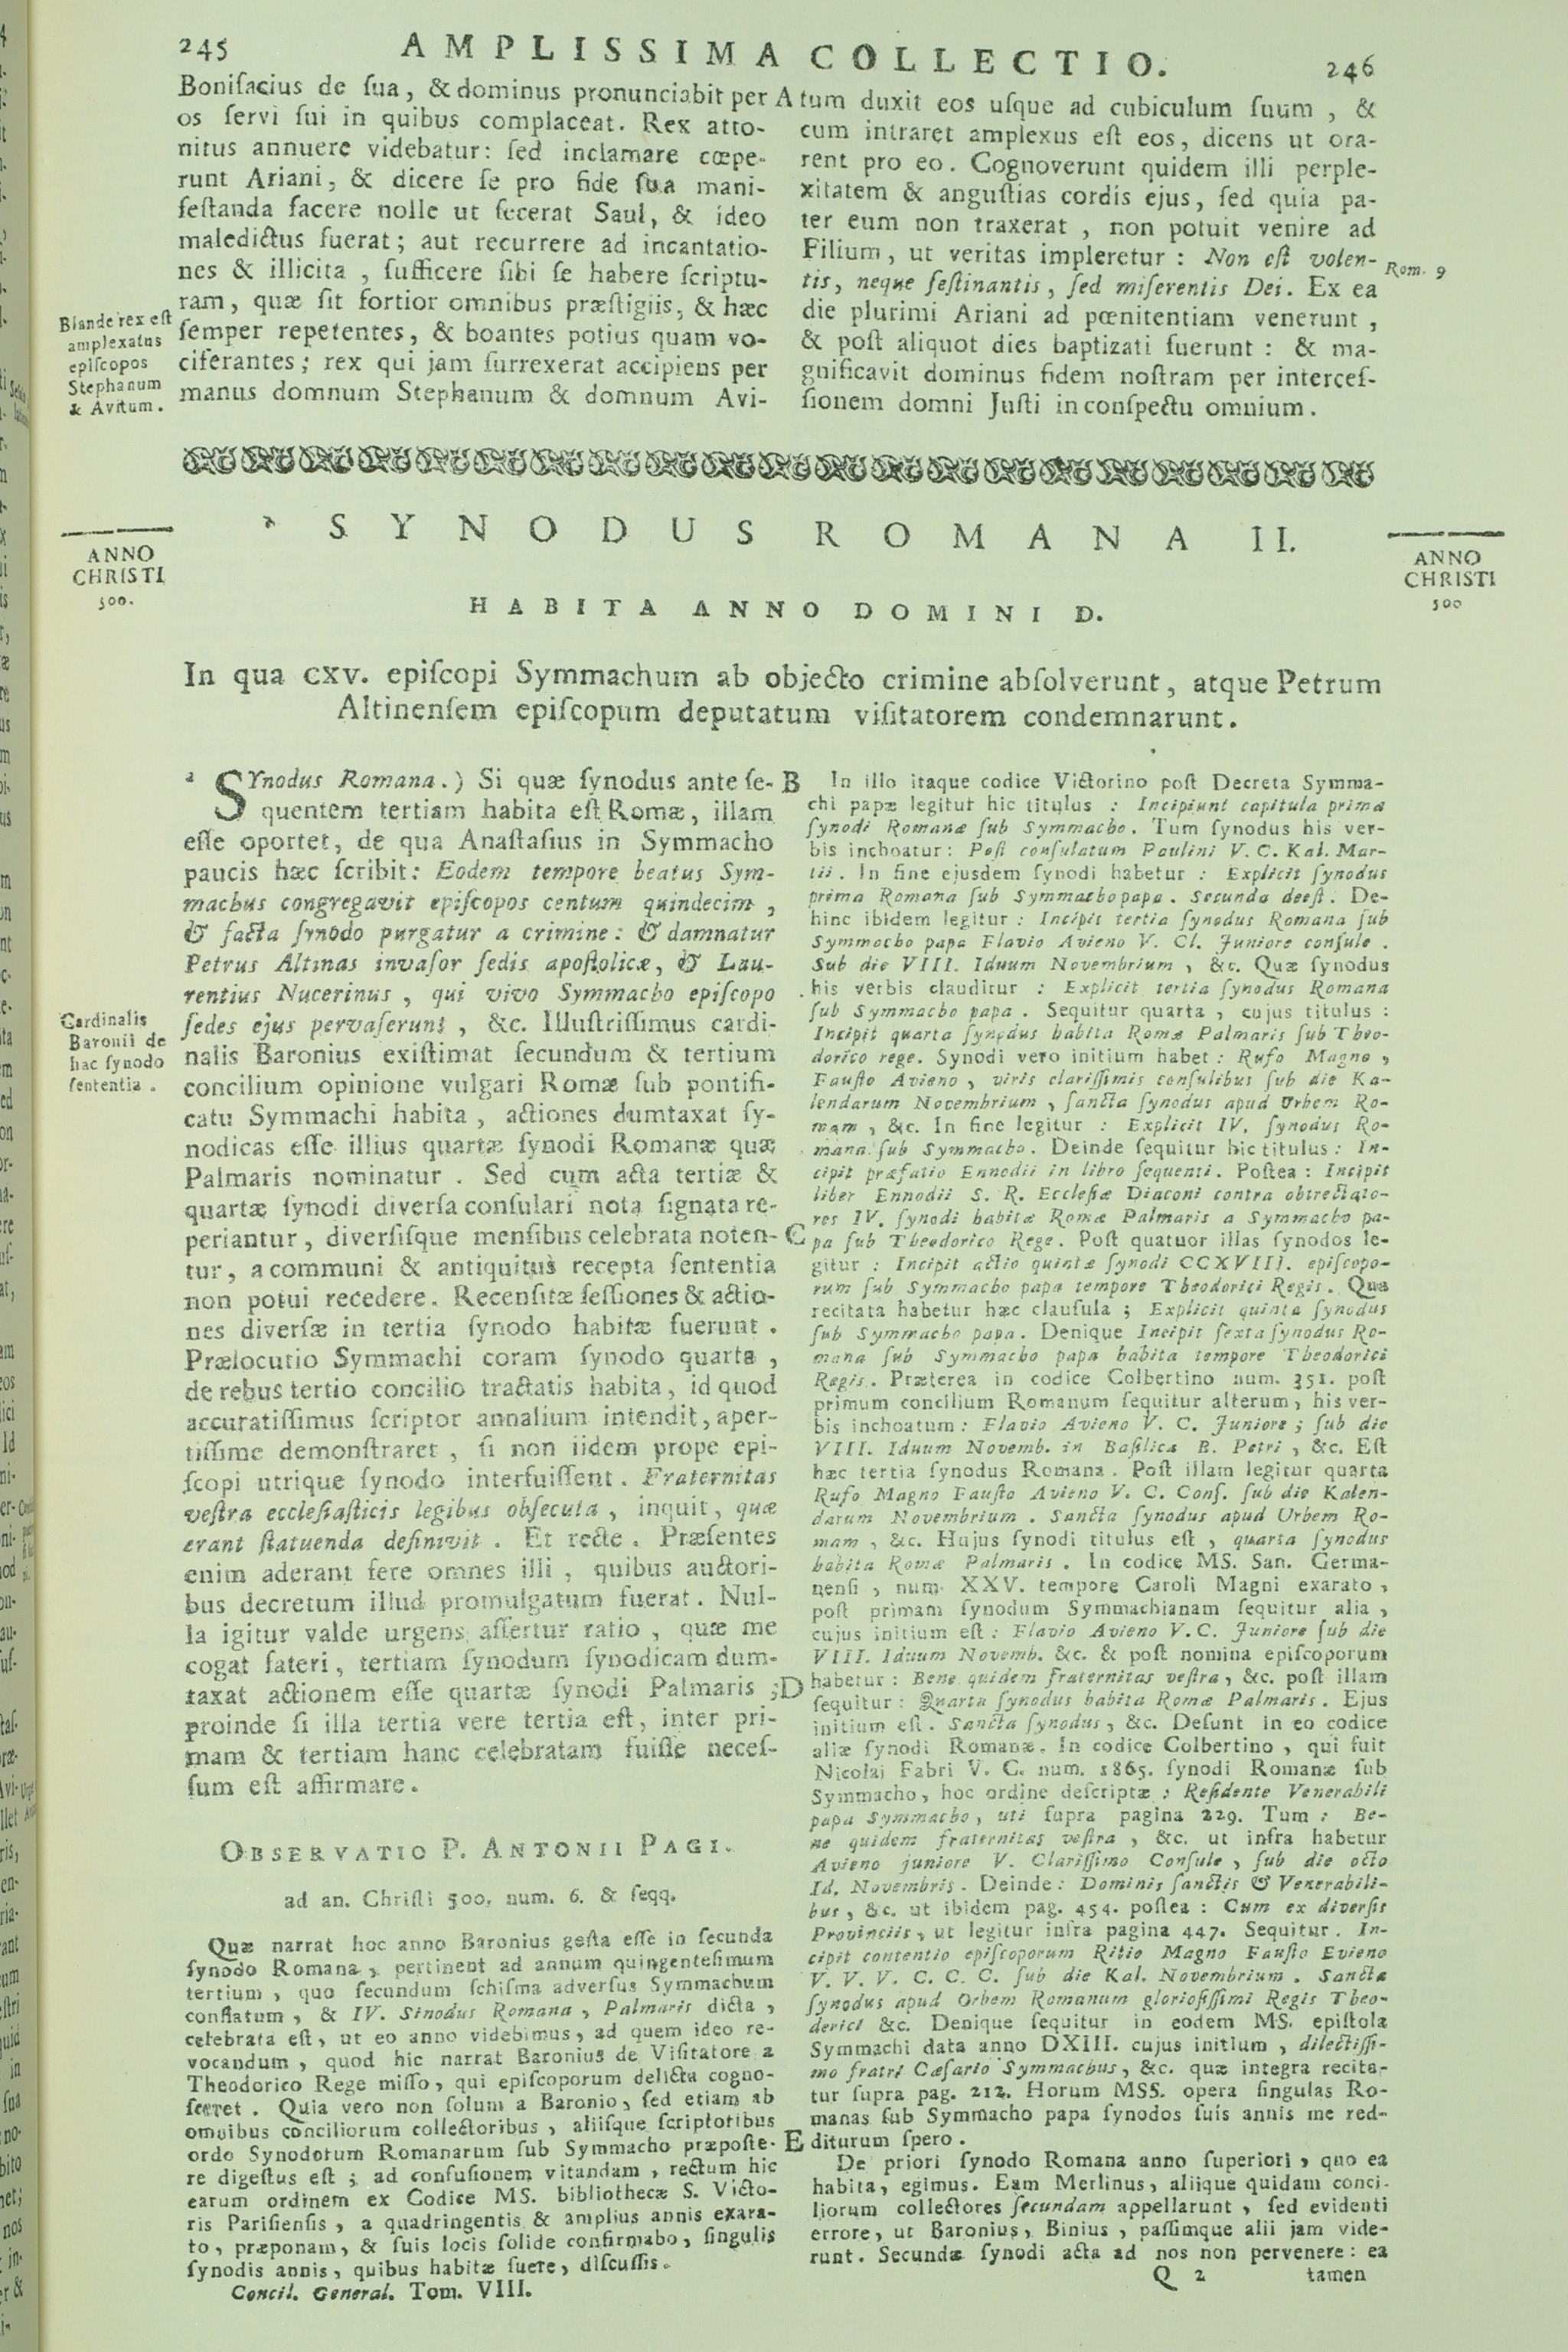 245
AMPLISSIMA COLLECTIO.
246
Bonifacius de ſua, & dominus pronunciabit per
os ſervi ſui in quibus complaceat. Rex atto-
nitus annuere videbatur: ſed inclamare cœpe-
runt Ariani, & dicere ſe pro fide ſua mani-
feſtanda facere nolle ut fecerat Saul, & ideo
maledictus fuerat; aut recurrere ad incantatio-
nes & illicita, ſufficere ſibi ſe habere ſcriptu-
ram, quæ ſit fortior omnibus præſtigiis, & hæc
ſemper repetentes, & boantes potius quam vo-
ciferantes; rex qui jam ſurrexerat accipiens per
manus domnum Stephanum & domnum Avi-
Blande rex eſt
amplexatus
epiſcopos
Stephanum
& Avitum.
A
tum duxit eos uſque ad cubiculum ſuum, &
cum intraret amplexus eſt eos, dicens ut ora-
rent pro eo. Cognoverunt quidem illi perple-
xitatem & anguſtias cordis ejus, ſed quia pa-
ter eum non traxerat, non potuit venire ad
Filium, ut veritas impleretur: Non eſt volen-
tis, neque feſtinantis, ſed miſerentis Dei. Ex ea
die plurimi Ariani ad pœnitentiam venerunt,
& poſt aliquot dies baptizati fuerunt: & ma-
gnificavit dominus fidem noſtram per interceſ-
ſionem domni Juſti in conſpectu omnium.
Rom. 9
SYNODUS ROMANA II.
ANNO
CHRISTI
500.
ANNO
CHRISTI
500
HABITA ANNO DOMINI D.
In qua CXV. epiſcopi Symmachum ab objecto crimine abſolverunt, atque Petrum
Altinenſem epiſcopum deputatum viſitatorem condemnarunt.
a SYnodus Romana.) Si quæ ſynodus ante ſe-
quentem tertiam habita eſt Romæ, illam
eſſe oportet, de qua Anaſtaſius in Symmacho
paucis hæc ſcribit: Eodem tempore beatus Sym-
machus congregavit epiſcopos centum quindecim,
& facta ſynodo purgatur a crimine: & damnatur
Petrus Altinas invaſor ſedis apoſtolicæ, & Lau-
rentius Nucerinus, qui vivo Symmacho epiſcopo
ſedes ejus pervaſerunt, &c. Illuſtriſſimus cardi-
nalis Baronius exiſtimat ſecundum & tertium
concilium opinione vulgari Romæ ſub pontifi-
catu Symmachi habita, actiones dumtaxat ſy-
nodicas eſſe illius quartæ ſynodi Romanæ quæ
Palmaris nominatur. Sed cum acta tertiæ &
quartæ ſynodi diverſa conſulari nota ſignata re-
periantur, diverſiſque menſibus celebrata noten-
tur, a communi & antiquitùs recepta ſententia
non potui recedere. Recenſitæ ſeſſiones & actio-
nes diverſæ in tertia ſynodo habitæ fuerunt.
Prælocutio Symmachi coram ſynodo quarta,
de rebus tertio concilio tractatis habita, id quod
accuratiſſimus ſcriptor annalium intendit, aper-
tiſſime demonſtraret, ſi non iidem prope epi-
ſcopi utrique ſynodo interfuiſſent. Fraternitas
veſtra eccleſiaſticis legibus obſecuta, inquit, quæ
erant ſtatuenda definivit. Et recte. Præſentes
enim aderant fere omnes illi, quibus auctori-
bus decretum illud promulgatum fuerat. Nul-
la igitur valde urgens affertur ratio, quæ me
cogat fateri, tertiam ſynodum ſynodicam dum-
taxat actionem eſſe quartæ ſynodi Palmaris;
proinde ſi illa tertia vere tertia eſt, inter pri-
mam & tertiam hanc celebratam fuiſſe neceſ-
ſum eſt affirmare.
Cardinalis
Baronii de
hac ſynodo
ſententia.
OBSERVATIO P. ANTONII PAGI.
ad an. Chriſti 500. num. 6. & ſeqq.
Quæ narrat hoc anno Baronius geſta eſſe in ſecunda
ſynodo Romana, pertinent ad annum quingenteſimum
tertium, quo ſecundum ſchiſma adverſus Symmachum
conflatum, & IV. Sinodus Romana, Palmaris dicta,
celebrata eſt, ut eo anno videbimus, ad quem ideo re-
vocandum, quod hic narrat Baronius de Viſitatore a
Theodorico Rege miſſo, qui epiſcoporum delicta cogno-
ſceret. Quia vero non ſolum a Baronio, ſed etiam ab
omnibus conciliorum collectoribus, aliiſque ſcriptoribus
ordo Synodorum Romanarum ſub Symmacho præpoſte-
re digeſtus eſt; ad confuſionem vitandam, rectum hic
earum ordinem ex Codice MS. bibliothecæ S. Victo-
ris Pariſienſis, a quadringentis & amplius annis exara-
to, præponam, & ſuis locis ſolide confirmabo, ſingulis
ſynodis annis, quibus habitæ fuere, diſcuſſis.
Concil. General. Tom. VIII.
B
C
D
E
In illo itaque codice Victorino poſt Decreta Symma-
chi papæ legitur hic titulus: Incipiunt capitula primæ
ſynodi Romanæ ſub Symmacho. Tum ſynodus his ver-
bis inchoatur: Poſt conſulatum Paulini V. C. Kal. Mar-
tii. In fine ejuſdem ſynodi habetur: Explicit ſynodus
prima Romana ſub Symmacho papa. Secunda deeſt. De-
hinc ibidem legitur: Incipit tertia ſynodus Romana ſub
Symmacho papa Flavio Avieno V. Cl. Juniore conſule.
Sub die VIII. Iduum Novembrium, &c. Quæ ſynodus
his verbis clauditur: Explicit tertia ſynodus Romana
ſub Symmacho papa. Sequitur quarta, cujus titulus:
Incipit quarta ſynodus habita Romæ Palmaris ſub Theo-
dorico rege. Synodi vero initium habet: Rufo Magno,
Fauſto Avieno, viris clariſſimis conſulibus ſub die Ka-
lendarum Novembrium, ſancta ſynodus apud Urbem Ro-
mam, &c. In fine legitur: Explicit IV. ſynodus Ro-
mana ſub Symmacho. Deinde ſequitur hic titulus: In-
cipit præfatio Ennodii in libro ſequenti. Poſtea: Incipit
liber Ennodii S. R. Eccleſiæ Diaconi contra obtrectato-
res IV. ſynodi habitæ Romæ Palmaris a Symmacho pa-
pa ſub Theodorico Rege. Poſt quatuor illas ſynodos le-
gitur: Incipit actio quintæ ſynodi CCXVIII. epiſcopo-
rum ſub Symmacho papa tempore Theodorici Regis. Qua
recitata habetur hæc clauſula; Explicit quinta ſynodus
ſub Symmacho papa. Denique Incipit ſexta ſynodus Ro-
mana ſub Symmacho papa habita tempore Theodorici
Regis. Præterea in codice Colbertino num. 351. poſt
primum concilium Romanum ſequitur alterum, his ver-
bis inchoatum: Flavio Avieno V. C. Juniore; ſub die
VIII. Iduum Novemb. in Baſilica B. Petri, &c. Eſt
hæc tertia ſynodus Romana. Poſt illam legitur quarta
Rufo Magno Fauſto Avieno V. C. Conſ. ſub die Kalen-
darum Novembrium. Sancta ſynodus apud Urbem Ro-
mam, &c. Hujus ſynodi titulus eſt, quarta ſynodus
habita Romæ Palmaris. In codice MS. San. Germa-
nenſi, num. XXV. tempore Caroli Magni exarato,
poſt primam ſynodum Symmachianam ſequitur alia,
cujus initium eſt: Flavio Avieno V.C. Juniore ſub die
VIII. Iduum Novemb. &c. & poſt nomina epiſcoporum
habetur: Bene quidem fraternitas veſtra, &c. poſt illam
ſequitur: Quarta ſynodus habita Romæ Palmaris. Ejus
initium eſt. Sancta ſynodus, &c. Deſunt in eo codice
aliæ ſynodi Romanæ. In codice Colbertino, qui fuit
Nicolai Fabri V. C. num. 1865. ſynodi Romanæ ſub
Symmacho, hoc ordine deſcriptæ: Reſidente Venerabili
papa Symmacho, uti ſupra pagina 229. Tum: Be-
ne quidem fraternitas veſtra, &c. ut infra habetur
Avieno juniore V. Clariſſimo Conſule, ſub die octo
Id. Novembris. Deinde: Dominis ſanctis & Venerabili-
bus, &c. ut ibidem pag. 454. poſtea: Cum ex diverſis
Provinciis, ut legitur infra pagina 447. Sequitur. In-
cipit contentio epiſcoporum Ritio Magno Fauſto Evieno
V. V. V. C. C. C. ſub die Kal. Novembrium. Sancta
ſynodus apud Orbem Romanum glorioſiſſimi Regis Theo-
derici &c. Denique ſequitur in eodem MS. epiſtola
Symmachi data anno DXIII. cujus initium, dilectiſſi-
mo fratri Cæſario Symmachus, &c. quæ integra recita-
tur ſupra pag. 212. Horum MSS. opera ſingulas Ro-
manas ſub Symmacho papa ſynodos ſuis annis me red-
diturum ſpero.
De priori ſynodo Romana anno ſuperiori, quo ea
habita, egimus. Eam Merlinus, aliique quidam conci-
liorum collectores ſecundam appellarunt, ſed evidenti
errore, ut Baronius, Binius, paſſimque alii jam vide-
runt. Secundæ ſynodi acta ad nos non pervenere: ea
Q 2
tamen